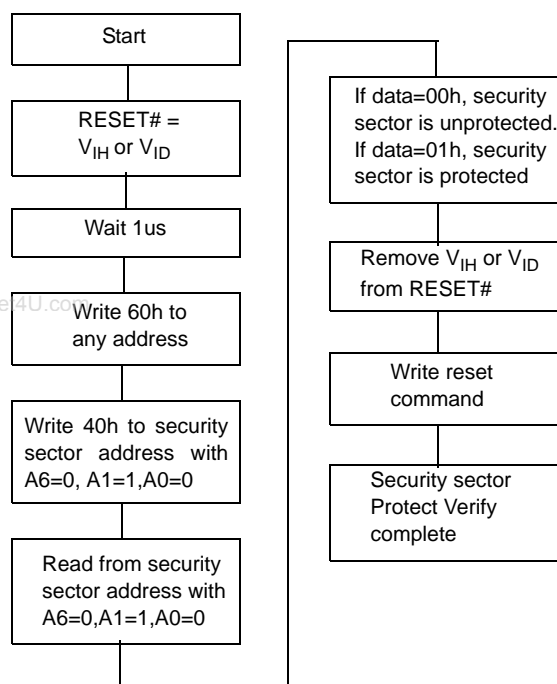 Start
RESET# =
VIH or VID
Wait 1us
Write 60h to
any address
Write 40h to security
sector address with
A6=0, A1=1,A0=0
Read from security
sector address with
A6=0,A1=1,A0=0
If data=00h, security
sector is unprotected.
If data=01h, security
sector is protected
Remove VIH or VID
from RESET#
Write reset
command
Security sector
Protect Verify
complete
et4U.com